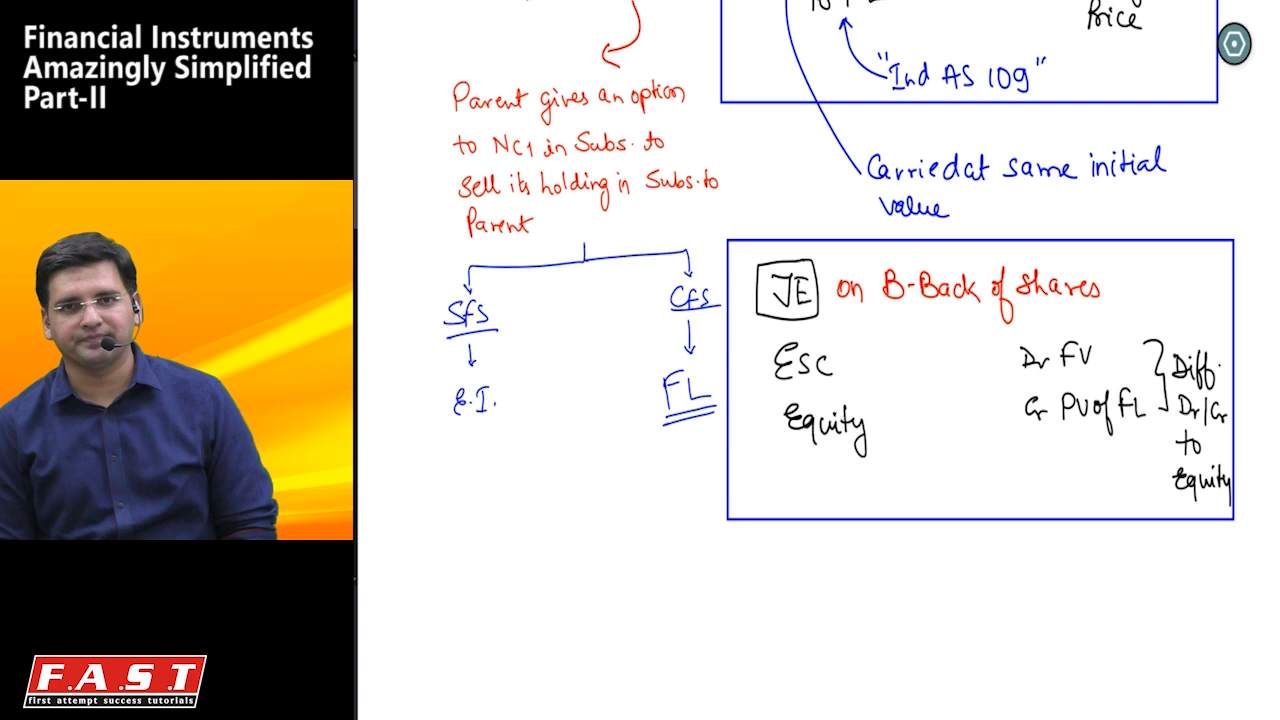 Financial Instruments
Amazingly Simplified
Part-II
Parent gives an option
to NCI in Subs. to
sell its holding in Subs. to
Parent
SFS
CFS
E.I.
FL
Price
"Ind AS 109"
Carried at same initial
value
JE on B-Back of Shares
ESC
Equity
Dr FV
Cr PV of FL
Diff.
Dr/Cr
to
Equity
F.A.S.T
first attempt success tutorials